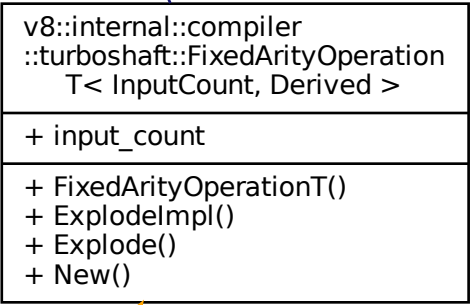 v8::internal::compiler
::turboshaft::FixedArityOperation
T< InputCount, Derived >
+ input_count
+ FixedArityOperationT()
+ ExplodeImpl()
+ Explode()
+ New()